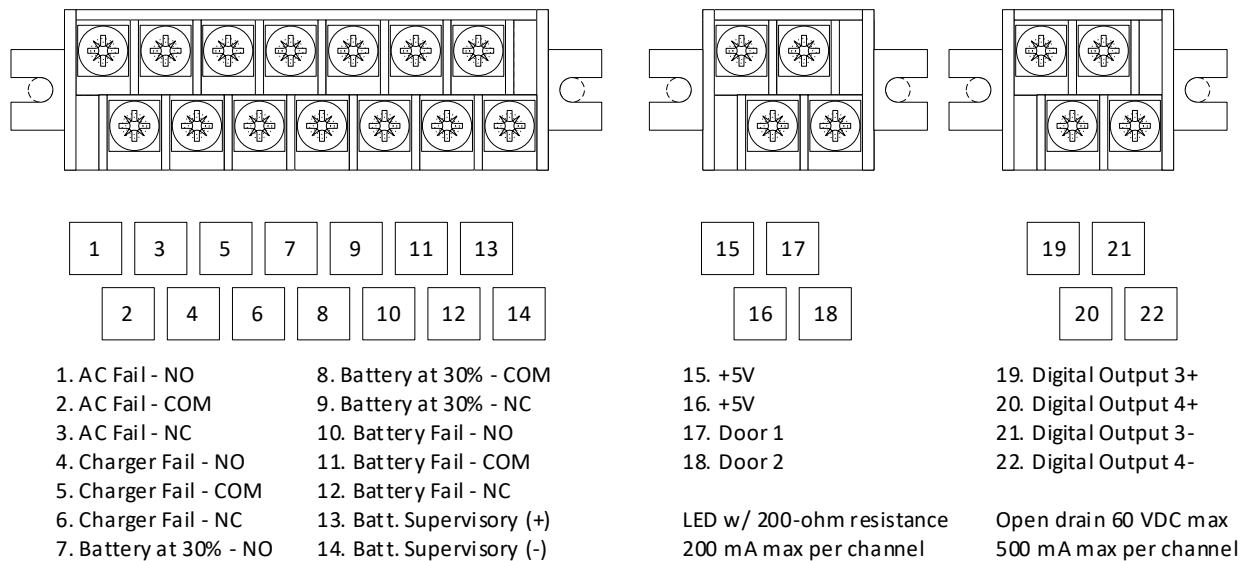 1 3 5 7 9 11 13
2 4 6 8 10 12 14
1. AC Fail - NO
2. AC Fail - COM
3. AC Fail - NC
4. Charger Fail - NO
5. Charger Fail - COM
6. Charger Fail - NC
7. Battery at 30% - NO
8. Battery at 30% - COM
9. Battery at 30% - NC
10. Battery Fail - NO
11. Battery Fail - COM
12. Battery Fail - NC
13. Batt. Supervisory (+)
14. Batt. Supervisory (-)
15 17
16 18
15. +5V
16. +5V
17. Door 1
18. Door 2
LED w/ 200-ohm resistance
200 mA max per channel
19 21
20 22
19. Digital Output 3+
20. Digital Output 4+
21. Digital Output 3-
22. Digital Output 4-
Open drain 60 VDC max
500 mA max per channel